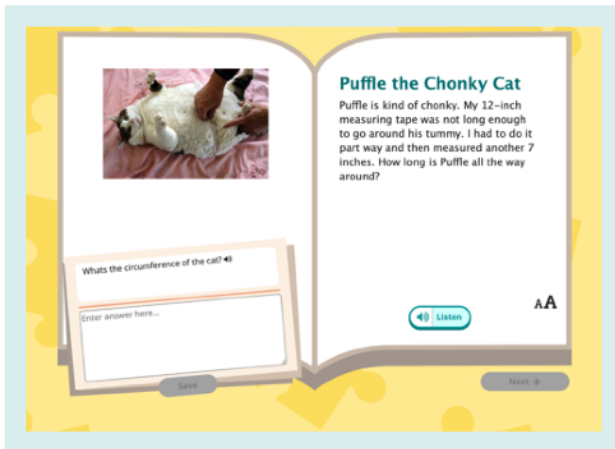 Puffle the Chonky Cat
Puffle is kind of chonky. My 12-inch
measuring tape was not long enough
to go around his tummy. I had to do it
part way and then measured another 7
inches. How long is Puffle all the way
around?
Whats the circumference of the cat?
Enter answer here...
Save
Listen
AA
Next